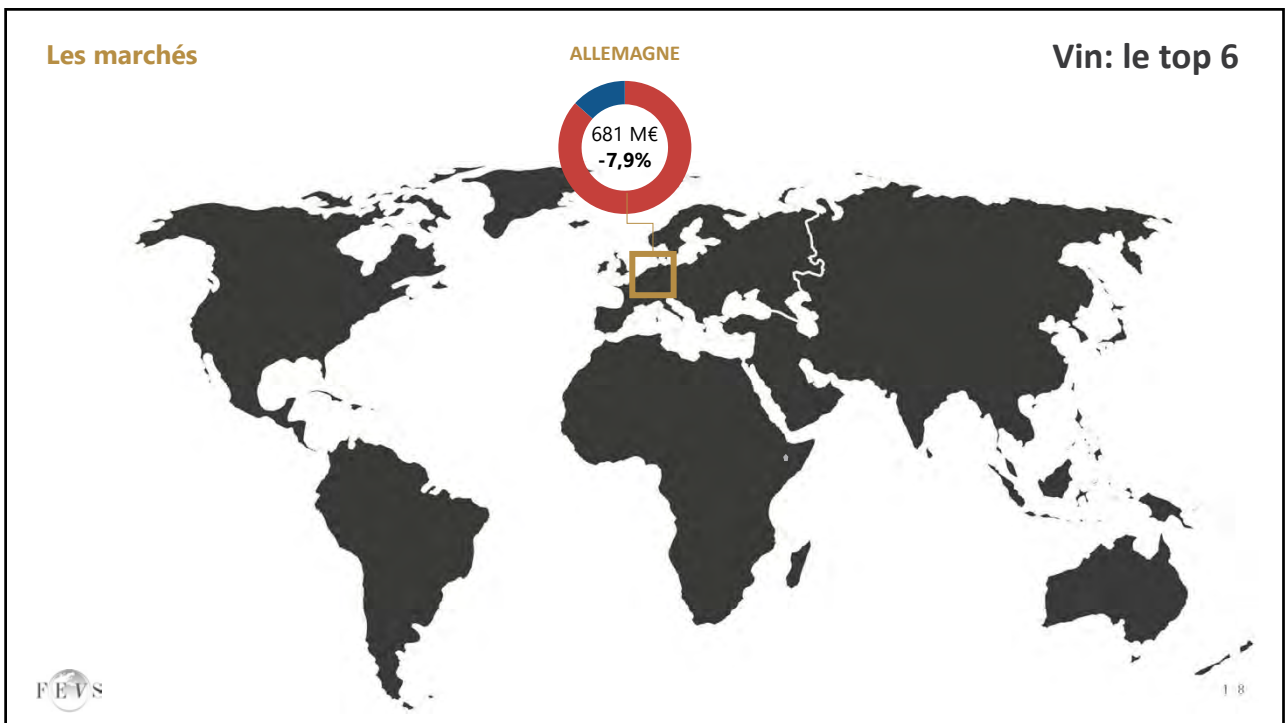 Les marchés
ALLEMAGNE
Vin: le top 6
681 M€
-7,9%
FEVS
18